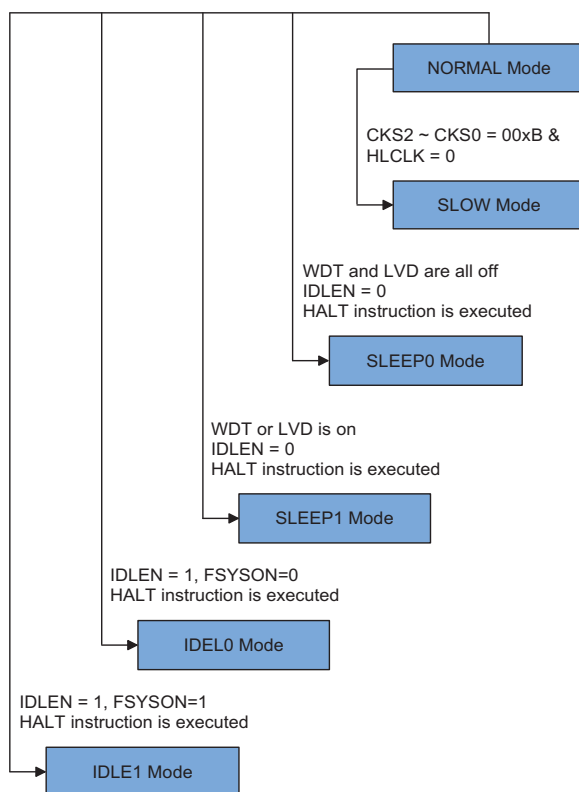 NORMAL Mode
CKS2 ~ CKS0 = 00xB &
HLCLK = 0
SLOW Mode
WDT and LVD are all off
IDLEN = 0
HALT instruction is executed
SLEEP0 Mode
WDT or LVD is on
IDLEN = 0
HALT instruction is executed
SLEEP1 Mode
IDLEN = 1, FSYSON=0
HALT instruction is executed
IDEL0 Mode
IDLEN = 1, FSYSON=1
HALT instruction is executed
IDLE1 Mode